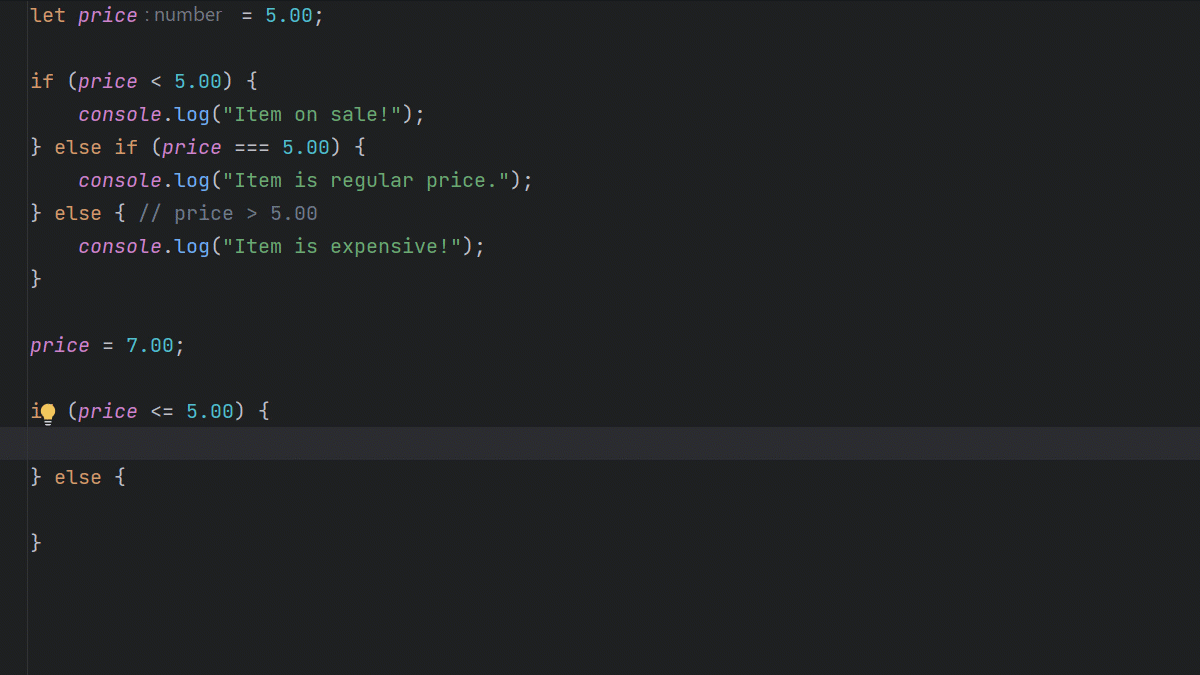 let price : number = 5.00;
if (price < 5.00) {
console.log("Item on sale!");
} else if (price === 5.00) {
console.log("Item is regular price.");
} else { // price > 5.00
console.log("Item is expensive!");
}
price = 7.00;
if (price <= 5.00) {
} else {
}